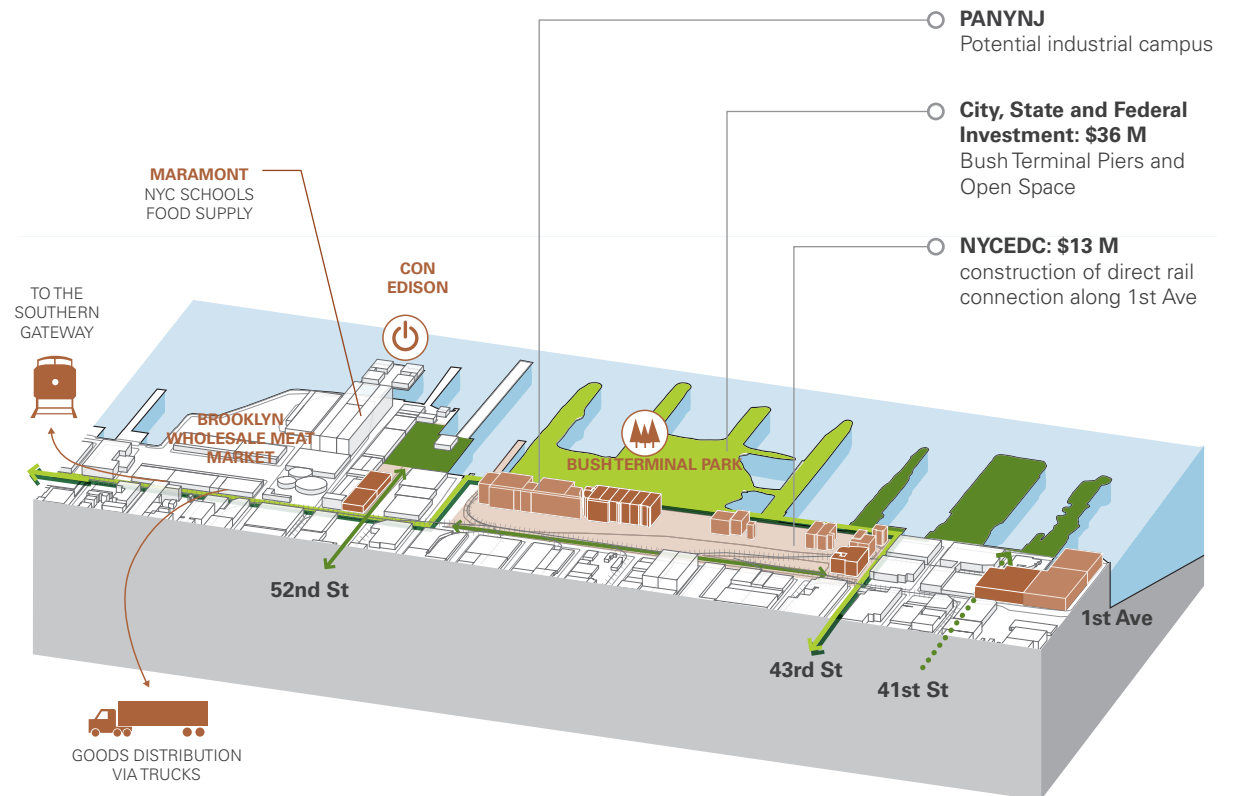 PANYNJ
Potential industrial campus
City, State and Federal
Investment: $36 M
Bush Terminal Piers and
Open Space
NYCEDC: $13 M
construction of direct rail
connection along 1st Ave
MARAMONT
NYC SCHOOLS
FOOD SUPPLY
CON
EDISON
TO THE
SOUTHERN
GATEWAY
BROOKLYN
WHOLESALE MEAT
MARKET
BUSH TERMINAL PARK
52nd St
1st Ave
43rd St
41st St
GOODS DISTRIBUTION
VIA TRUCKS